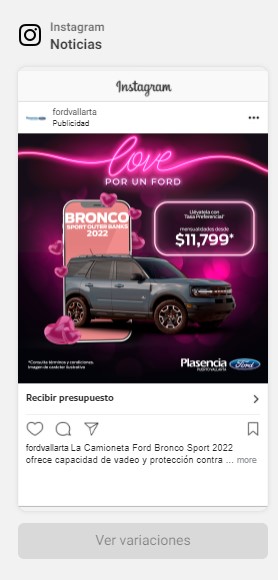 Instagram
Noticias
Instagram
fordvallarta
Publicidad
love
POR UN FORD
BRONCO
SPORT OUTER BANKS
2022
Llévatela con
Tasa Preferencial*
mensualidades desde
$11,799*
*Consulta términos y condiciones.
Imagen de carácter ilustrativo
Plasencia
PUERTO VALLARTA
Ford
Recibir presupuesto
fordvallarta La Camioneta Ford Bronco Sport 2022
ofrece capacidad de vadeo y protección contra ... more
Ver variaciones